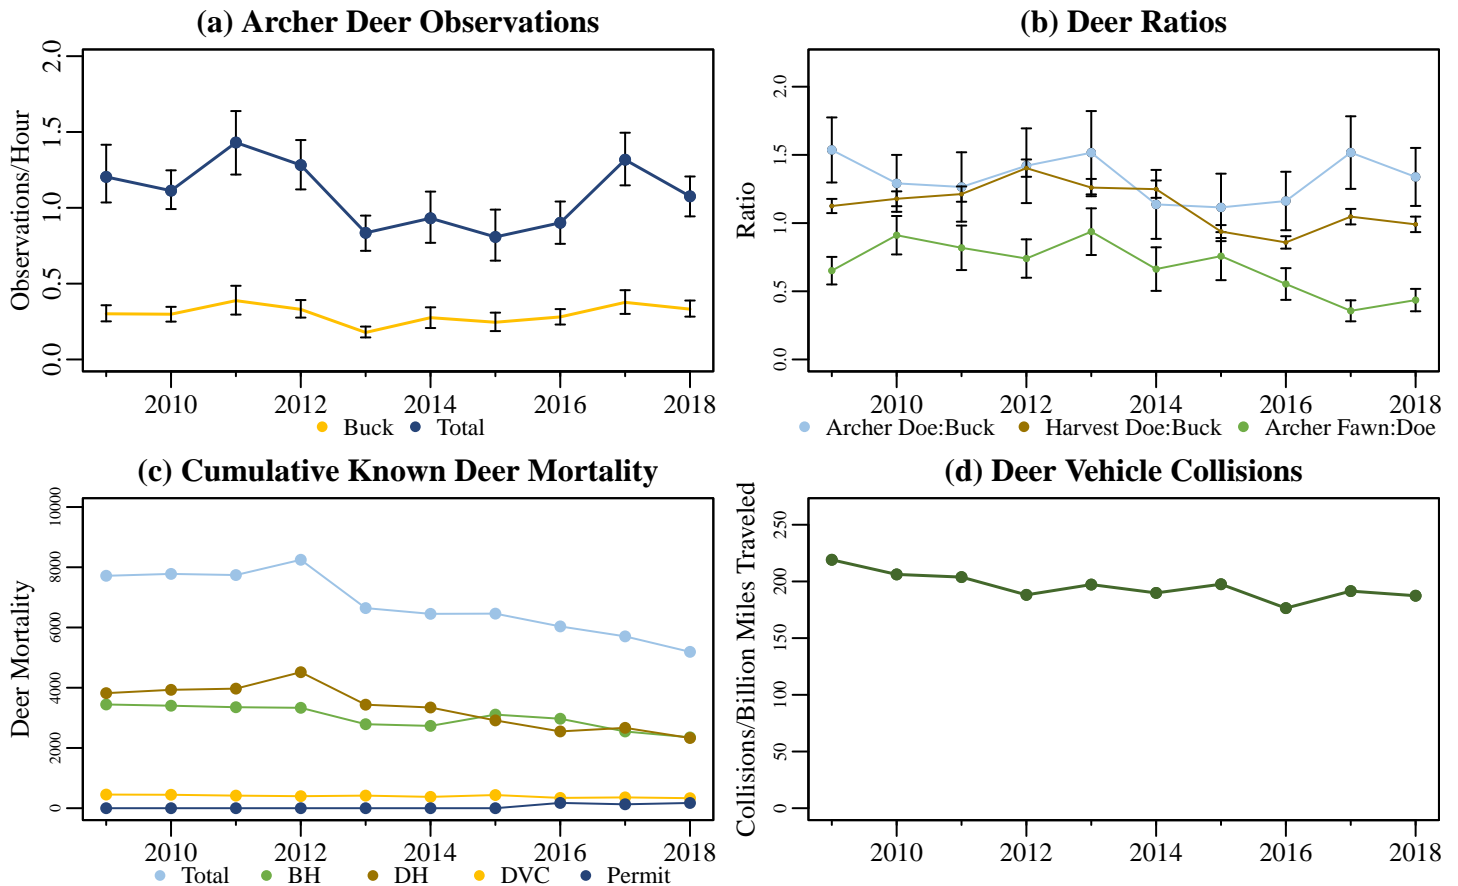 (a) Archer Deer Observations
Observations/Hour
2.0
1.5
1.0
0.5
0.0
2010 2012 2014 2016 2018
Buck Total
(b) Deer Ratios
Ratio
2.0
1.5
1.0
0.5
0.0
2010 2012 2014 2016 2018
Archer Doe:Buck Harvest Doe:Buck Archer Fawn:Doe
(c) Cumulative Known Deer Mortality
Deer Mortality
10000
8000
6000
4000
2000
0
2010 2012 2014 2016 2018
Total BH DH DVC Permit
(d) Deer Vehicle Collisions
Collisions/Billion Miles Traveled
250
200
150
100
50
0
2010 2012 2014 2016 2018